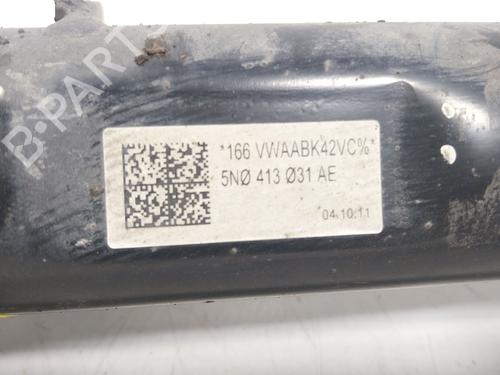 B-PARTS
*166 VWAABK42VC%*
5NØ 413 Ø31 AE
04.10.11